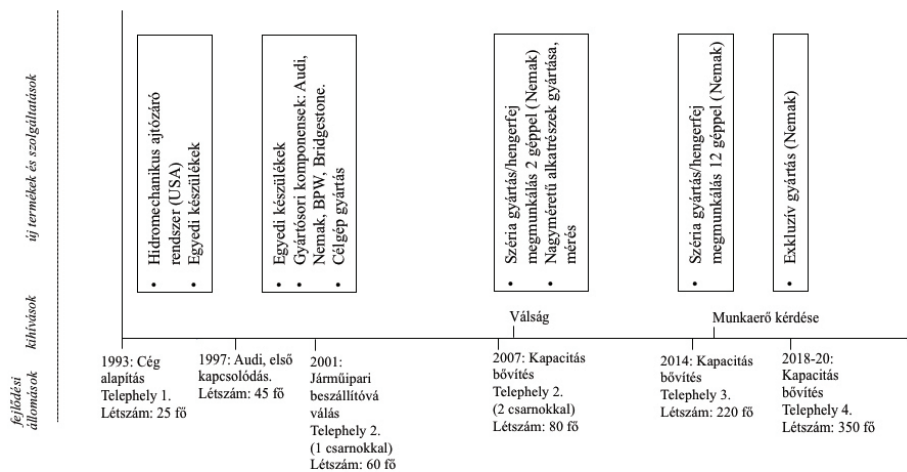 új termékek és szolgáltatások
• Hidromechanikus ajtózáró
rendszer (USA)
• Egyedi készülékek
• Egyedi készülékek
• Gyártósori komponensek: Audi,
Nemak, BPW, Bridgestone.
• Célgép gyártás
• Széria gyártás/hengerfej
megmunkálás 2 géppel (Nemak)
• Nagyméretű alkatrészek gyártása,
mérés
• Széria gyártás/hengerfej
megmunkálás 12 géppel (Nemak)
• Exkluzív gyártás (Nemak)
kihívások
Válság
Munkaerő kérdése
fejlődési
állomások
1993: Cég
alapítás
Telephely 1.
Létszám: 25 fő
1997: Audi, első
kapcsolódás.
Létszám: 45 fő
2001:
Járműipari
beszállítóvá
válás
Telephely 2.
(1 csarnokkal)
Létszám: 60 fő
2007: Kapacitás
bővítés
Telephely 2.
(2 csarnokkal)
Létszám: 80 fő
2014: Kapacitás
bővítés
Telephely 3.
Létszám: 220 fő
2018-20:
Kapacitás
bővítés
Telephely 4.
Létszám: 350 fő